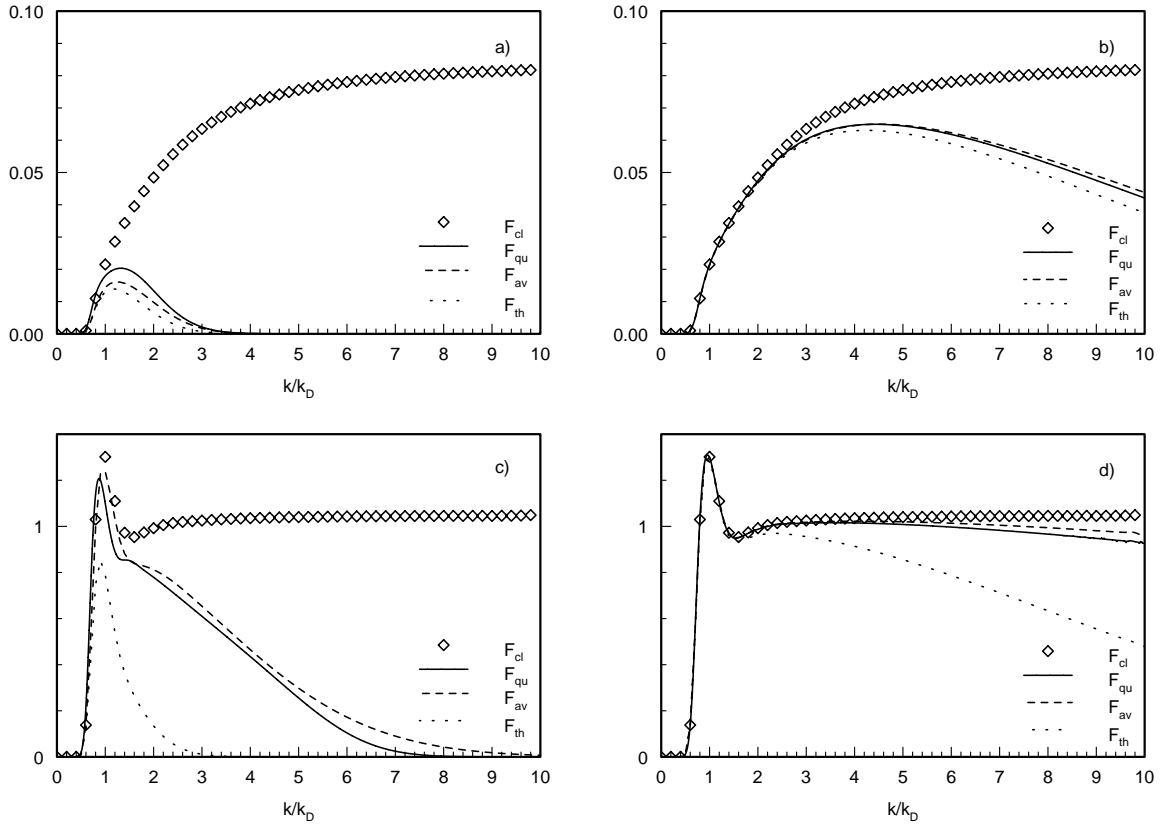 0.10
0.05
0.00
a)
F_cl
F_qu
F_av
F_th
0 1 2 3 4 5 6 7 8 9 10
k/k_D
0.10
0.05
0.00
b)
F_cl
F_qu
F_av
F_th
0 1 2 3 4 5 6 7 8 9 10
k/k_D
1
0
c)
F_cl
F_qu
F_av
F_th
0 1 2 3 4 5 6 7 8 9 10
k/k_D
1
0
d)
F_cl
F_qu
F_av
F_th
0 1 2 3 4 5 6 7 8 9 10
k/k_D